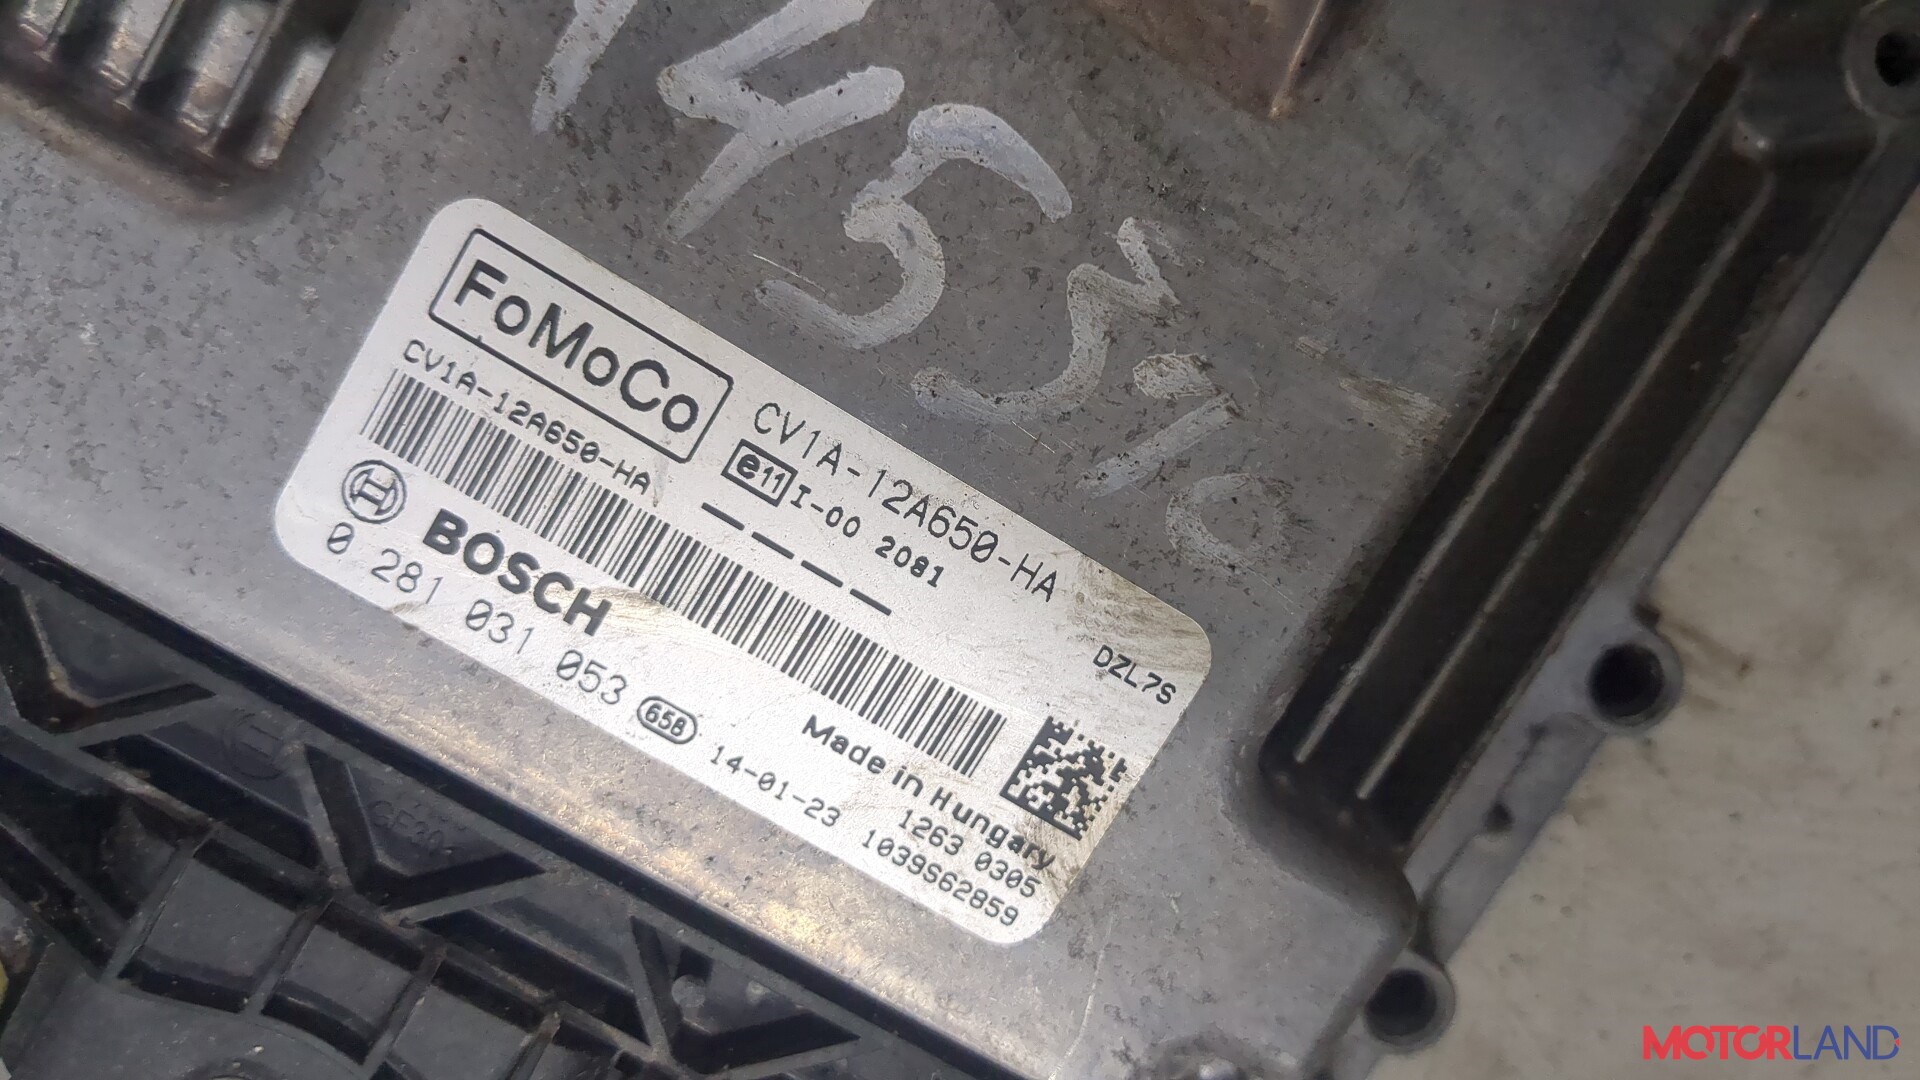 FoMoCo
CV1A-12A650-HA
CV1A-12A650-HA
e11 I-00 2081
BOSCH
0 281 031 053
658
14-01-23
DZL7S
Made in Hungary
1263 0305
1039S62859
MOTORLAND